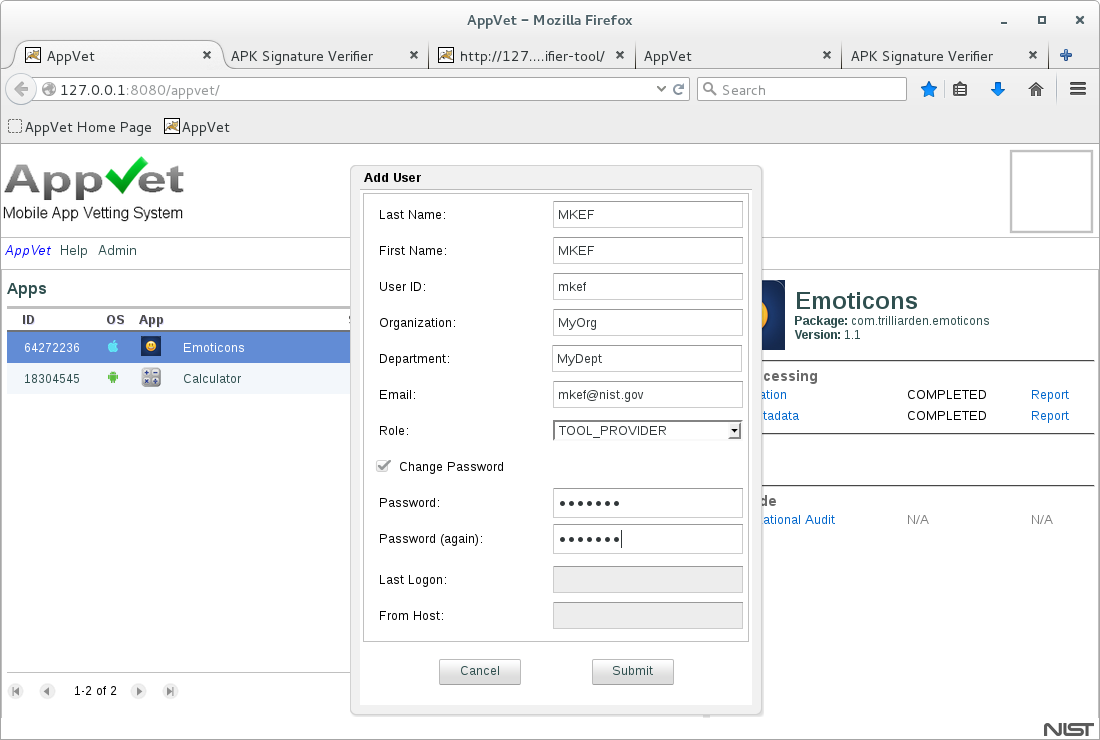 AppVet - Mozilla Firefox
AppVet
APK Signature Verifier
http://127....ifier-tool/
AppVet
APK Signature Verifier
127.0.0.1:8080/appvet/
Search
AppVet Home Page
AppVet
AppVet
Mobile App Vetting System
AppVet Help Admin
Apps
ID OS App
64272236 Emoticons
18304545 Calculator
1-2 of 2
Add User
Last Name: MKEF
First Name: MKEF
User ID: mkef
Organization: MyOrg
Department: MyDept
Email: mkef@nist.gov
Role: TOOL_PROVIDER
Change Password
Password: •••••••
Password (again): •••••••
Last Logon:
From Host:
Cancel Submit
Emoticons
Package: com.trilliarden.emoticons
Version: 1.1
cessing
ation COMPLETED Report
tadata COMPLETED Report
de
ational Audit N/A N/A
NIST